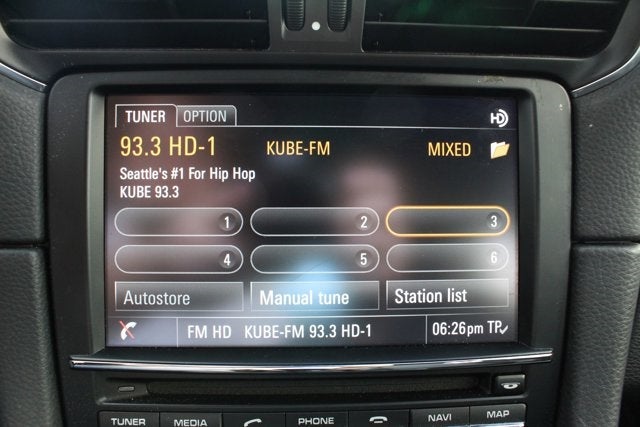 TUNER OPTION
HD
93.3 HD-1 KUBE-FM MIXED
Seattle's #1 For Hip Hop
KUBE 93.3
1 2 3
4 5 6
Autostore Manual tune Station list
FM HD KUBE-FM 93.3 HD-1 06:26pm TP
TUNER MEDIA PHONE NAVI MAP